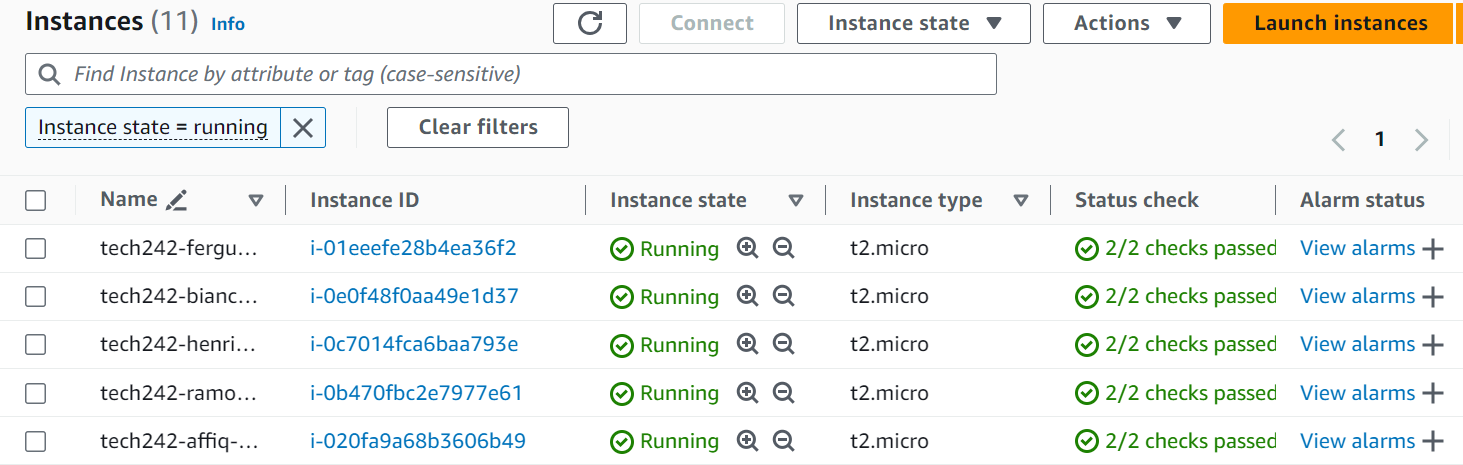 Instances (11) Info Connect Instance state Actions Launch instances
Find Instance by attribute or tag (case-sensitive)
Instance state = running Clear filters
1
Name Instance ID Instance state Instance type Status check Alarm status
tech242-fergu... i-01eeefe28b4ea36f2 Running t2.micro 2/2 checks passed View alarms
tech242-bianc... i-0e0f48f0aa49e1d37 Running t2.micro 2/2 checks passed View alarms
tech242-henri... i-0c7014fca6baa793e Running t2.micro 2/2 checks passed View alarms
tech242-ramo... i-0b470fbc2e7977e61 Running t2.micro 2/2 checks passed View alarms
tech242-affiq-... i-020fa9a68b3606b49 Running t2.micro 2/2 checks passed View alarms